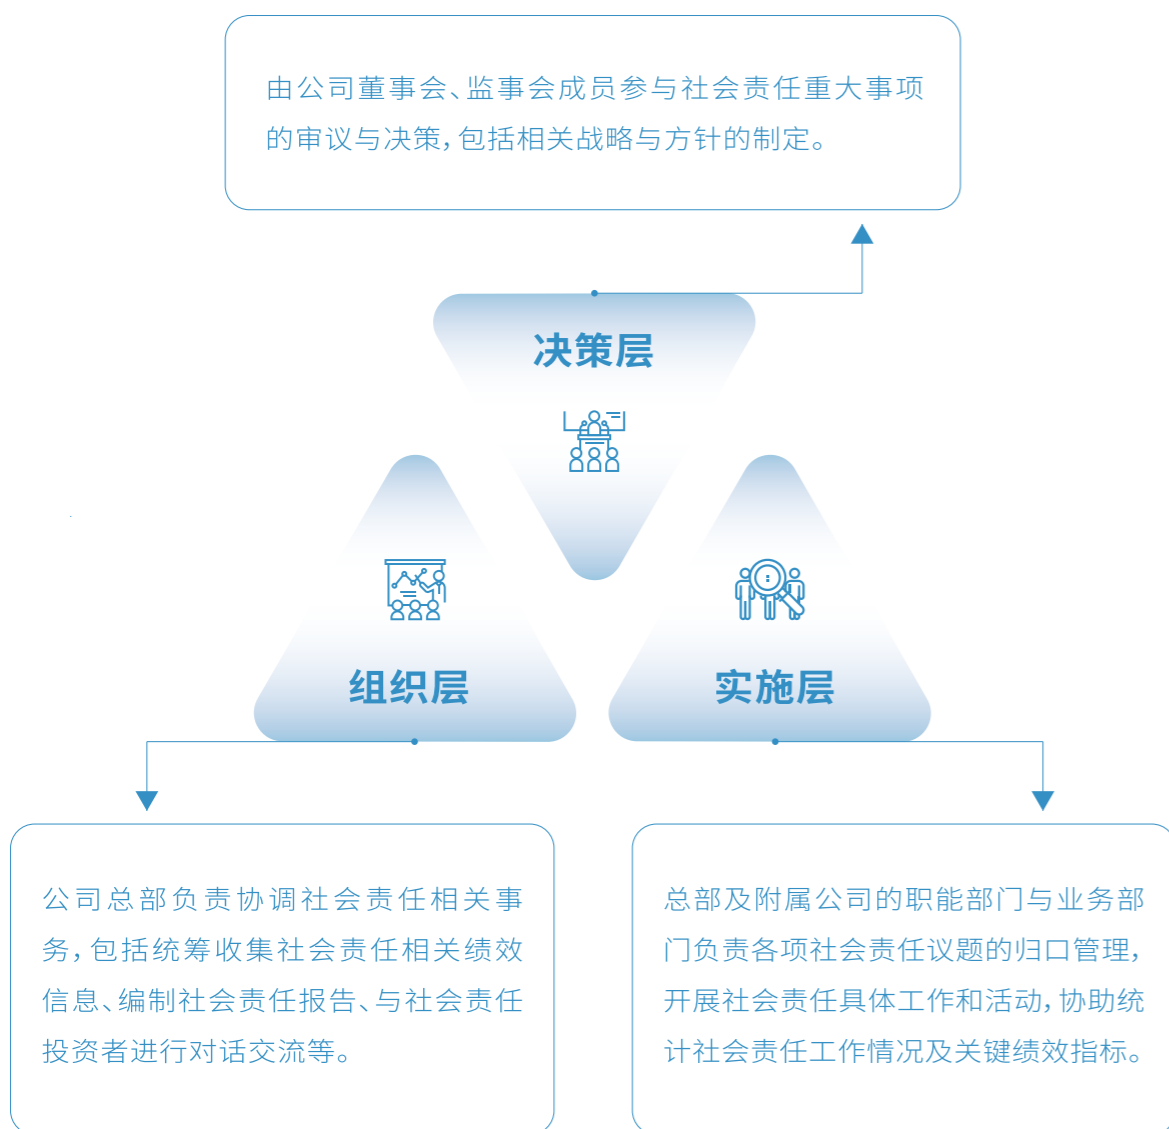 由公司董事会、监事会成员参与社会责任重大事项
的审议与决策,包括相关战略与方针的制定。
决策层
组织层
实施层
公司总部负责协调社会责任相关事
务,包括统筹收集社会责任相关绩效
信息、编制社会责任报告、与社会责任
投资者进行对话交流等。
总部及附属公司的职能部门与业务部
门负责各项社会责任议题的归口管理,
开展社会责任具体工作和活动,协助统
计社会责任工作情况及关键绩效指标。